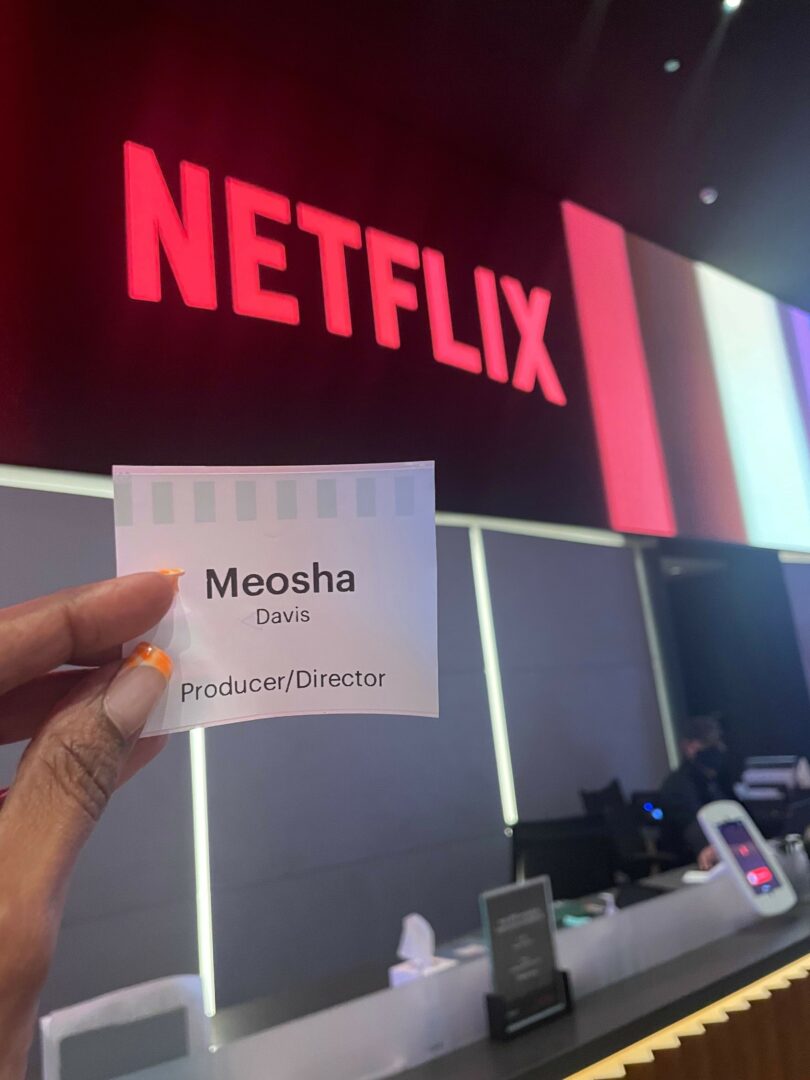 NETFLIX
Meosha
Davis
Producer/Director